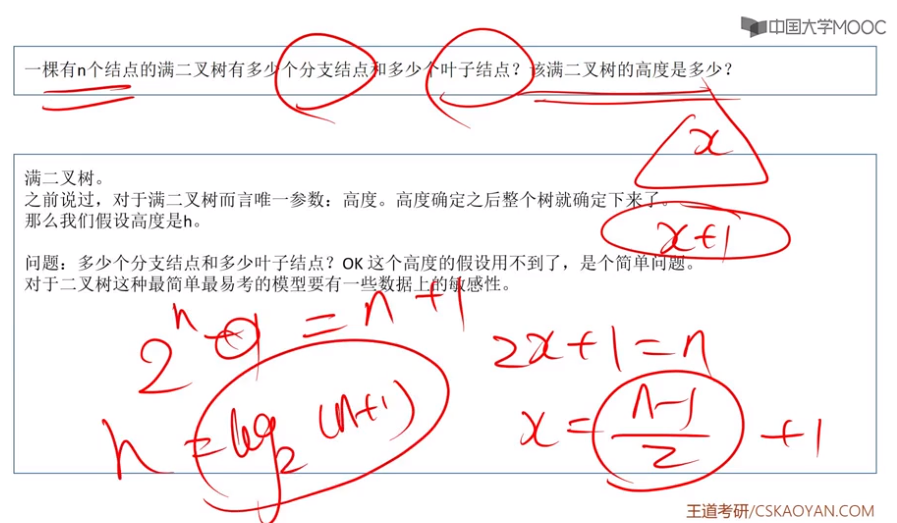 中国大学MOOC
一棵有n个结点的满二叉树有多少个分支结点和多少个叶子结点？该满二叉树的高度是多少？
x
满二叉树。
之前说过，对于满二叉树而言唯一参数：高度。高度确定之后整个树就确定下来了。
那么我们假设高度是h。
x+1
问题：多少个分支结点和多少叶子结点？OK 这个高度的假设用不到了，是个简单问题。
对于二叉树这种最简单最易考的模型要有一些数据上的敏感性。
= n+1
2x+1=n
h = log₂(n+1)
x = (n-1)/2 +1
王道考研/CSKAOYAN.COM